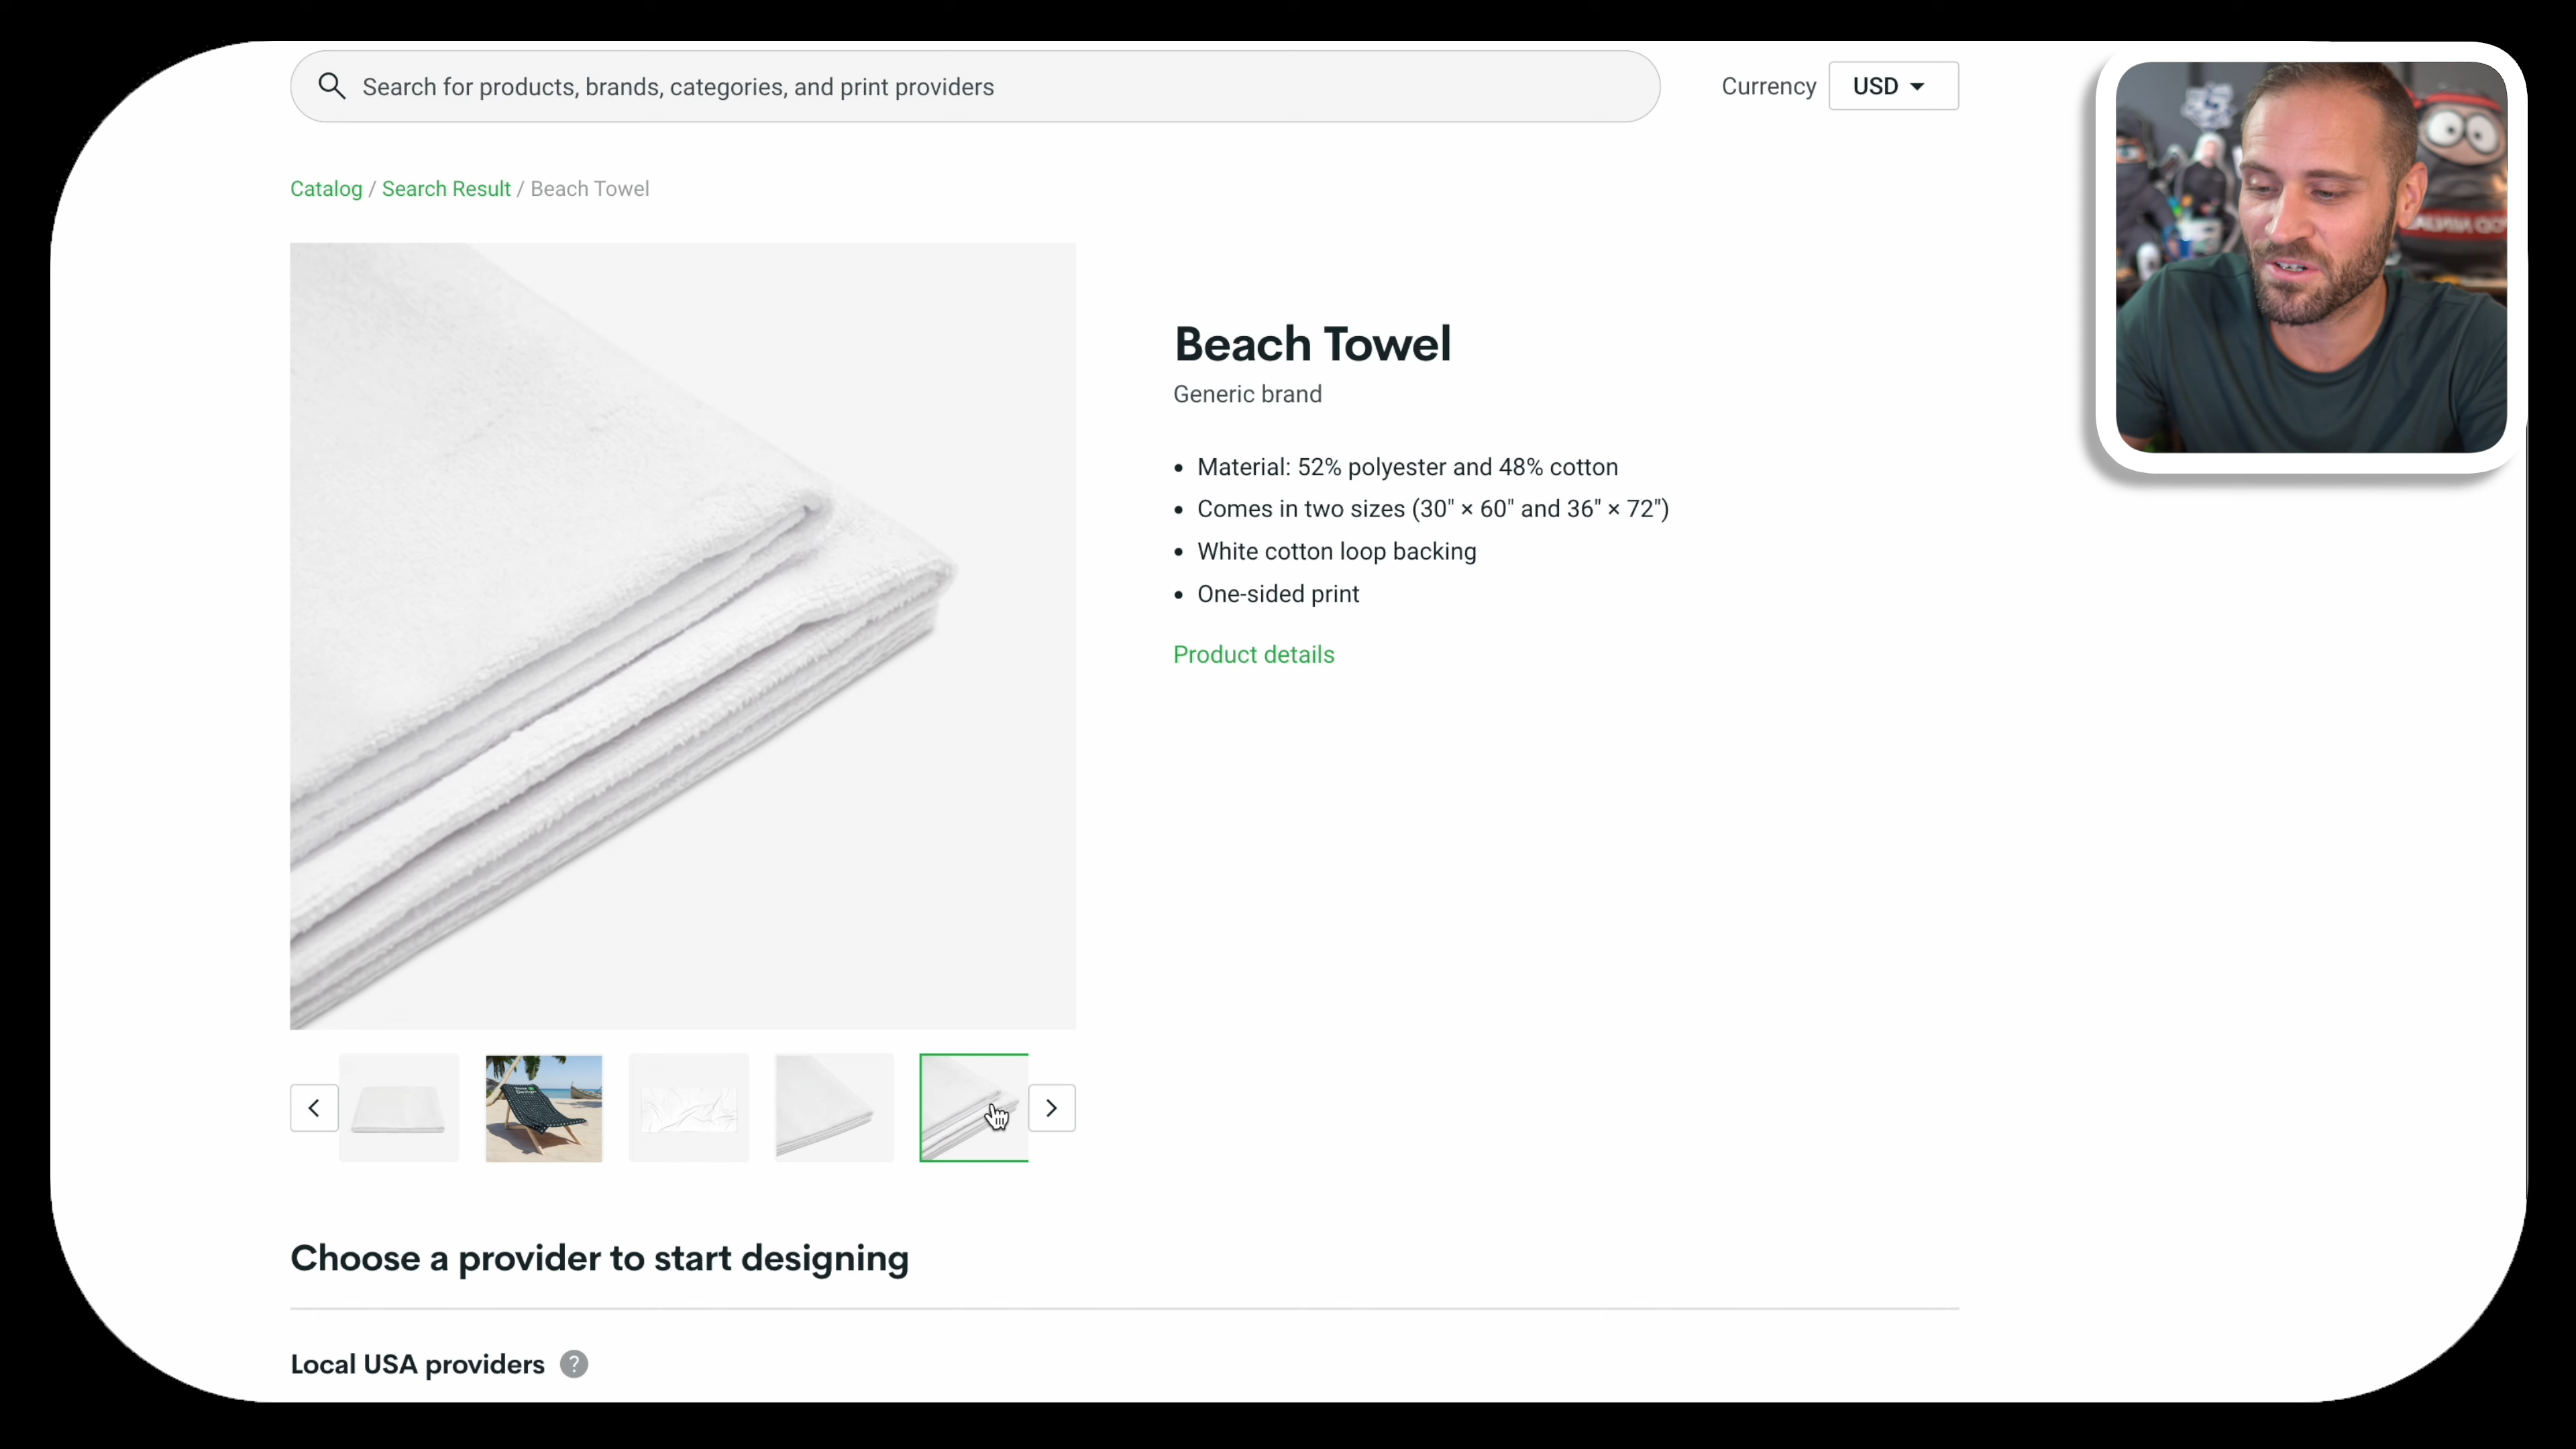 Search for products, brands, categories, and print providers
Currency
USD
Catalog / Search Result / Beach Towel
Beach Towel
Generic brand
• Material: 52% polyester and 48% cotton
• Comes in two sizes (30" × 60" and 36" × 72")
• White cotton loop backing
• One-sided print
Product details
Choose a provider to start designing
Local USA providers ?